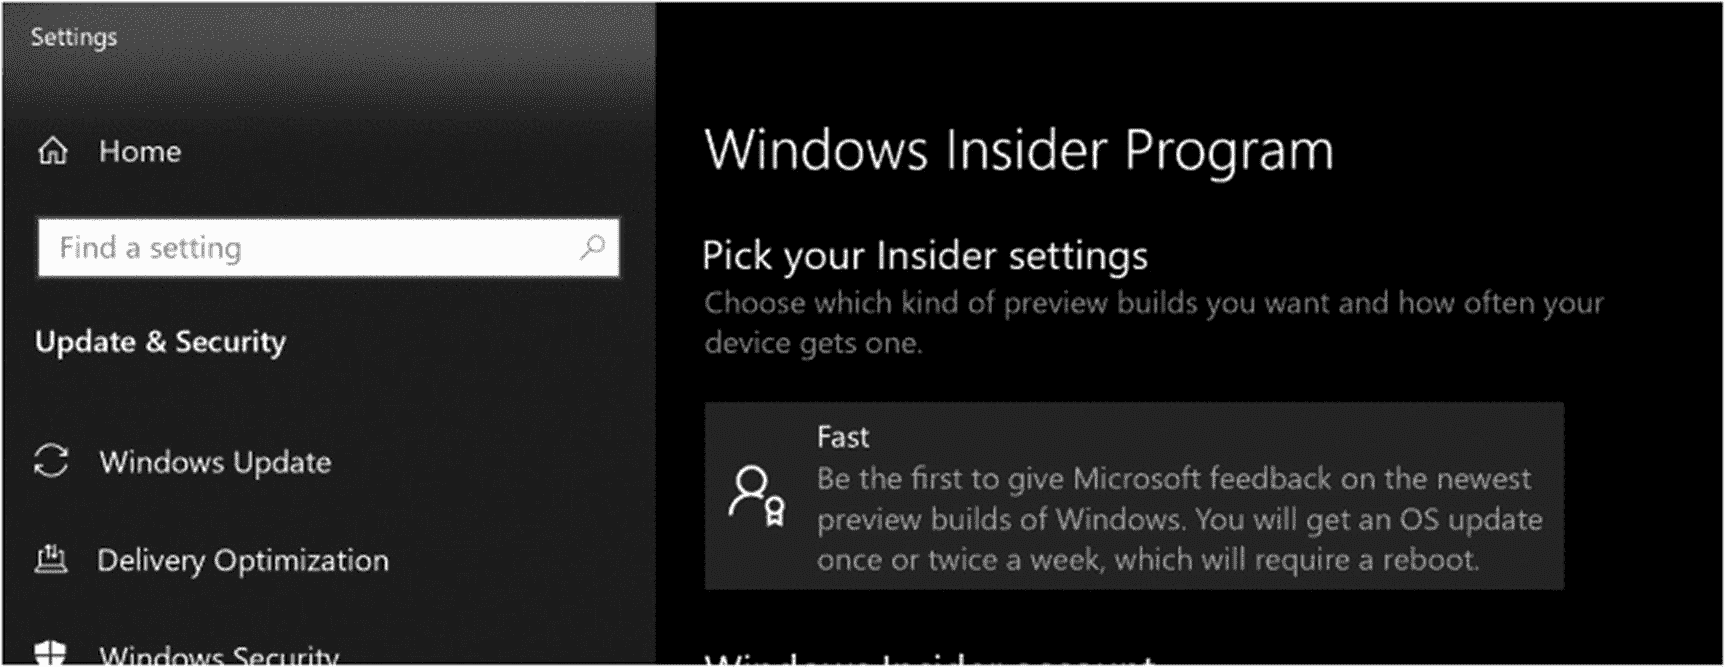 Settings
Home
Find a setting
Update & Security
Windows Update
Delivery Optimization
Windows Security
Windows Insider Program
Pick your Insider settings
Choose which kind of preview builds you want and how often your
device gets one.
Fast
Be the first to give Microsoft feedback on the newest
preview builds of Windows. You will get an OS update
once or twice a week, which will require a reboot.
Windows Insider account